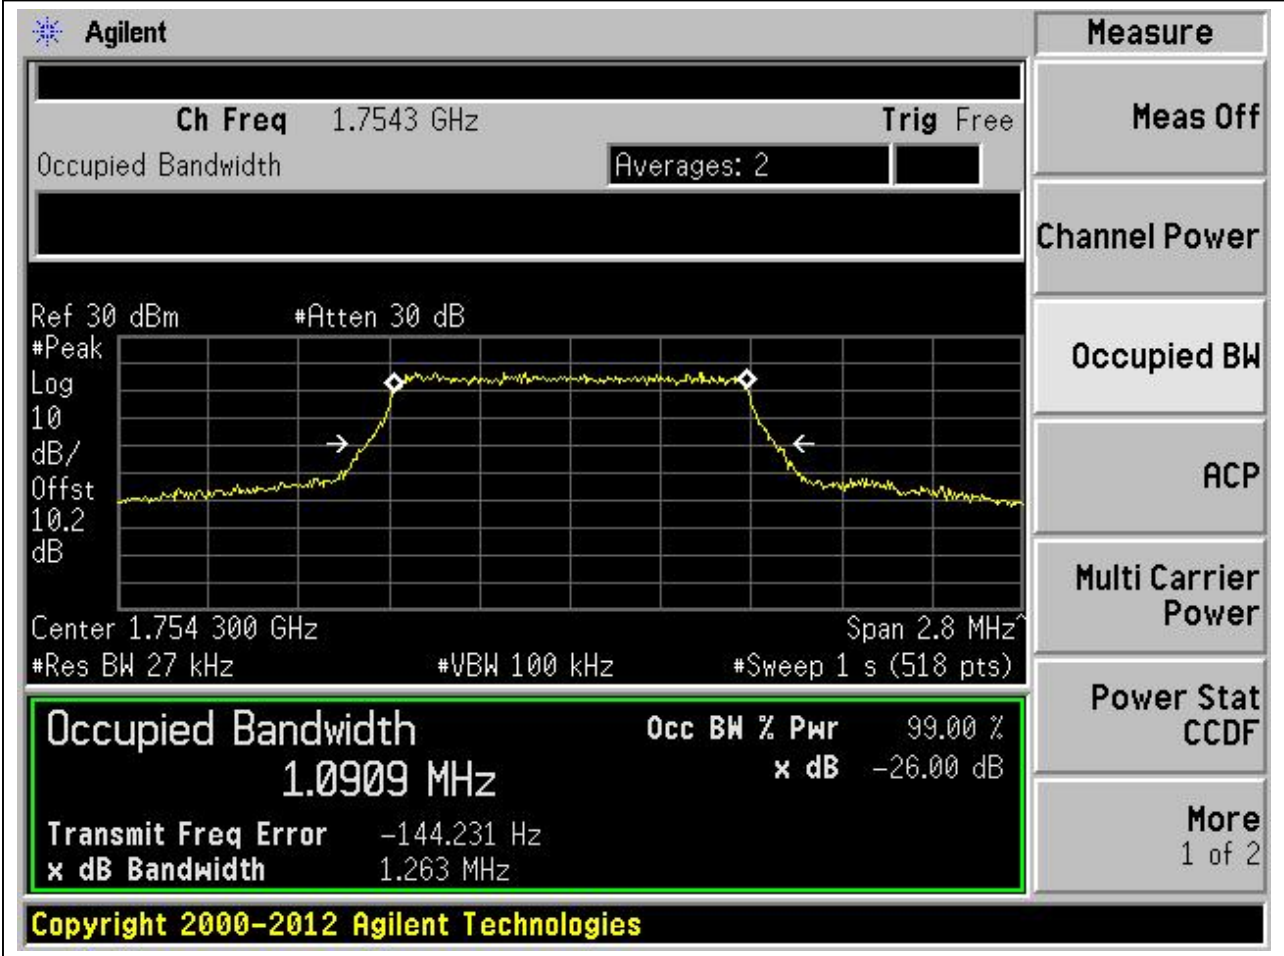 Agilent
Measure
Ch Freq 1.7543 GHz Trig Free
Occupied Bandwidth Averages: 2
Meas Off
Channel Power
Occupied BW
ACP
Multi Carrier
Power
Power Stat
CCDF
More
1 of 2
Ref 30 dBm #Atten 30 dB
#Peak
Log
10
dB/
Offst
10.2
dB
Center 1.754 300 GHz Span 2.8 MHz^
#Res BW 27 kHz #VBW 100 kHz #Sweep 1 s (518 pts)
Occupied Bandwidth Occ BW % Pwr 99.00 %
1.0909 MHz x dB -26.00 dB
Transmit Freq Error -144.231 Hz
x dB Bandwidth 1.263 MHz
Copyright 2000-2012 Agilent Technologies